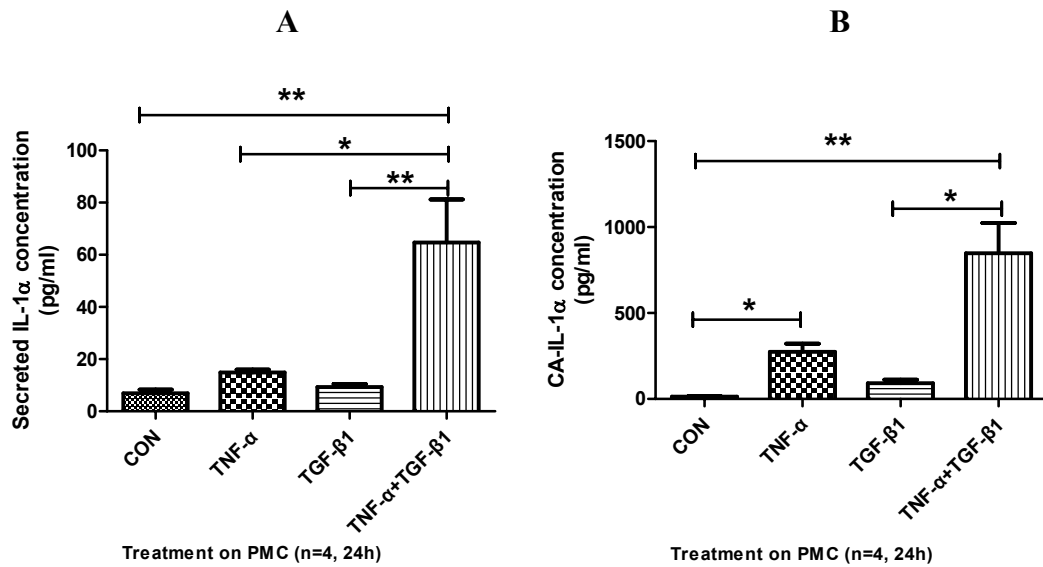 A
**
*
**
100
80
60
40
20
0
Secreted IL-1α concentration
(pg/ml)
CON
TNF-α
TGF-β1
TNF-α+TGF-β1
Treatment on PMC (n=4, 24h)
B
**
*
*
1500
1000
500
0
CA-IL-1α concentration
(pg/ml)
CON
TNF-α
TGF-β1
TNF-α+TGF-β1
Treatment on PMC (n=4, 24h)